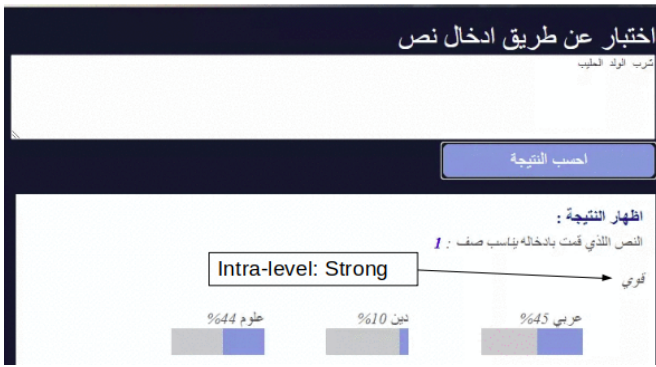 اختبار عن طريق ادخال نص
شرب الولد الحليب
احسب النتيجة
اظهار النتيجة :
النص اللذي قمت بادخاله يناسب صف : 1
Intra-level: Strong
قوي
عربي 45% دين 10% علوم 44%